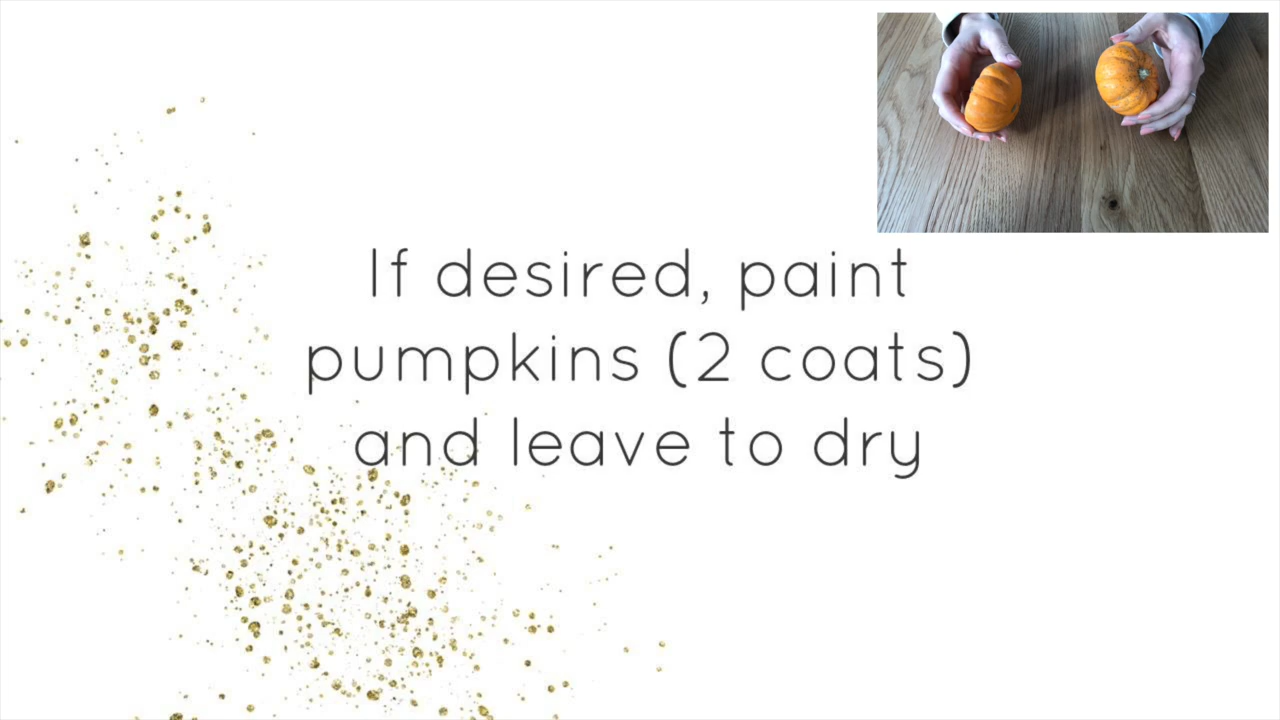 If desired, paint
pumpkins (2 coats)
and leave to dry